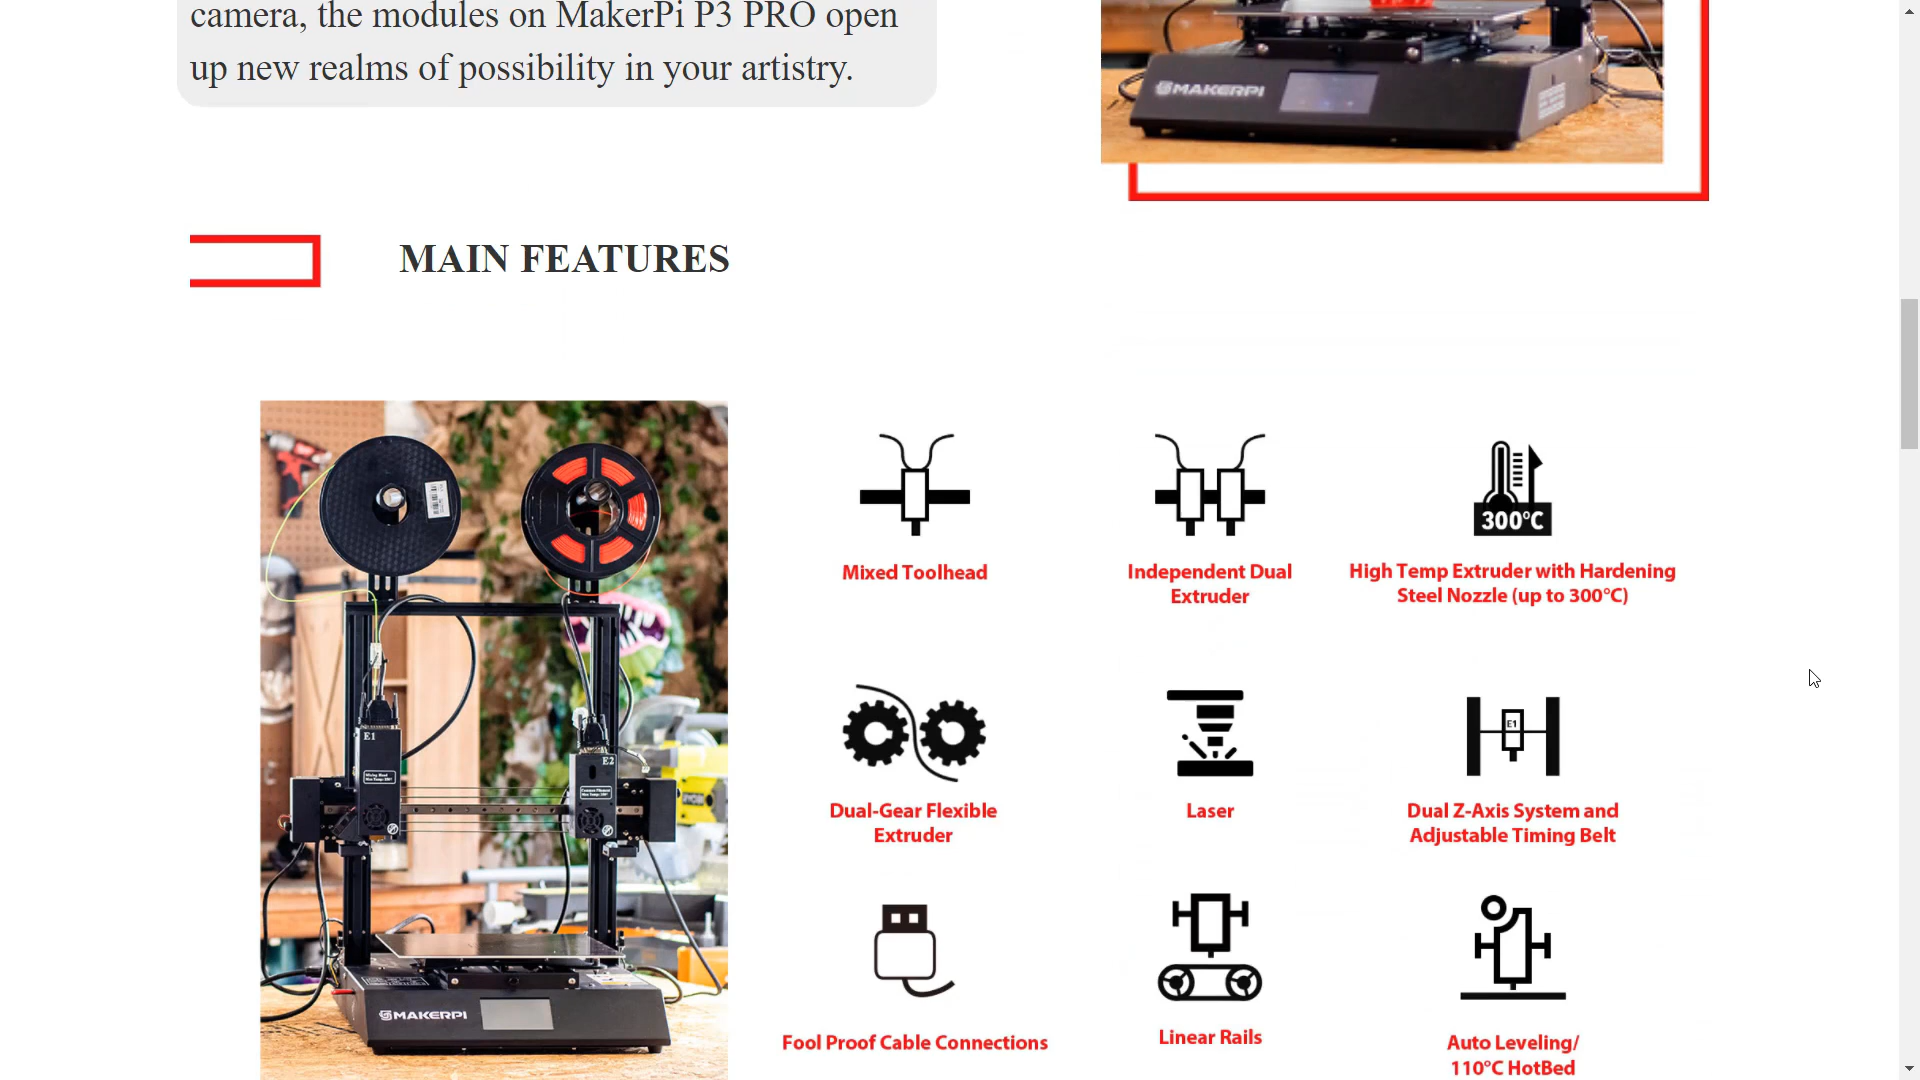 camera, the modules on MakerPi P3 PRO open
up new realms of possibility in your artistry.
MAKERPI
MAIN FEATURES
300°C
Mixed Toolhead
Independent Dual
Extruder
High Temp Extruder with Hardening
Steel Nozzle (up to 300°C)
E1
E2
E1
Dual-Gear Flexible
Extruder
Laser
Dual Z-Axis System and
Adjustable Timing Belt
MAKERPI
Fool Proof Cable Connections
Linear Rails
Auto Leveling/
110°C HotBed